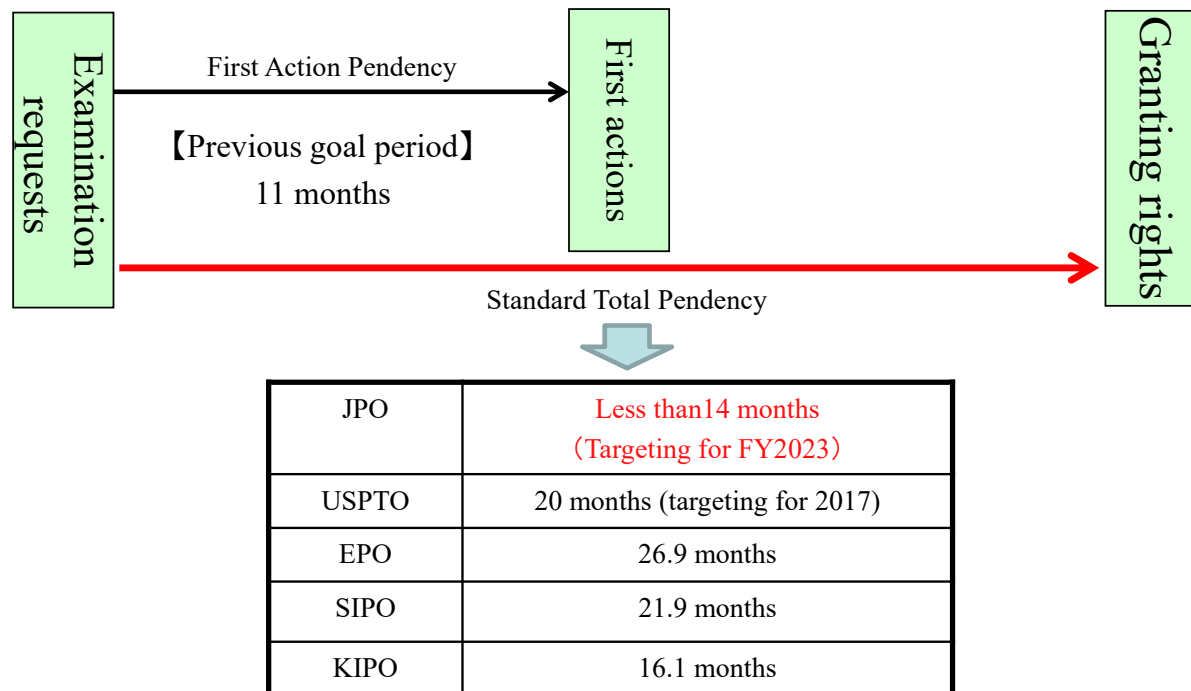 Examination
requests
First Action Pendency
【Previous goal period】
11 months
First actions
Granting rights
Standard Total Pendency
JPO
Less than14 months
（Targeting for FY2023）
USPTO
20 months (targeting for 2017)
EPO
26.9 months
SIPO
21.9 months
KIPO
16.1 months